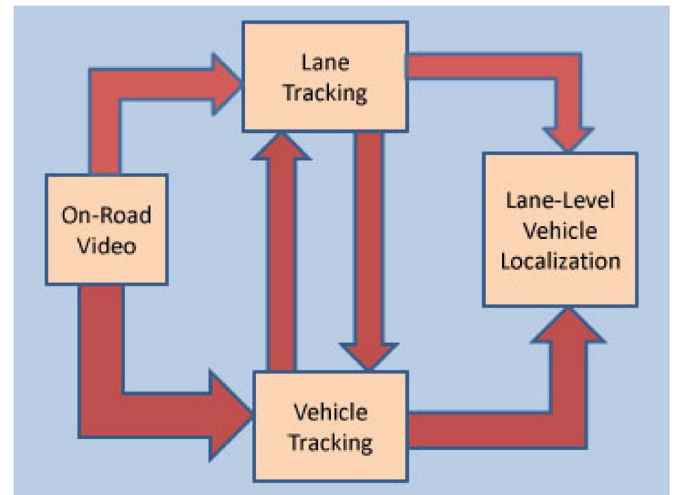 Lane
Tracking
On-Road
Video
Lane-Level
Vehicle
Localization
Vehicle
Tracking